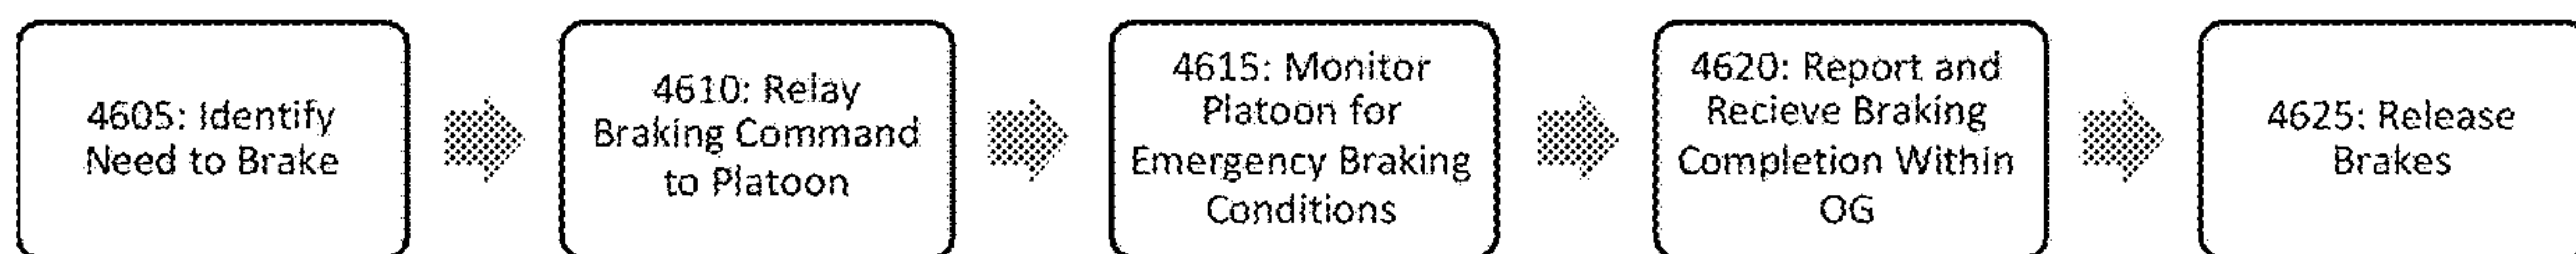 4605: Identify
Need to Brake
4610: Relay
Braking Command
to Platoon
4615: Monitor
Platoon for
Emergency Braking
Conditions
4620: Report and
Recieve Braking
Completion Within
OG
4625: Release
Brakes